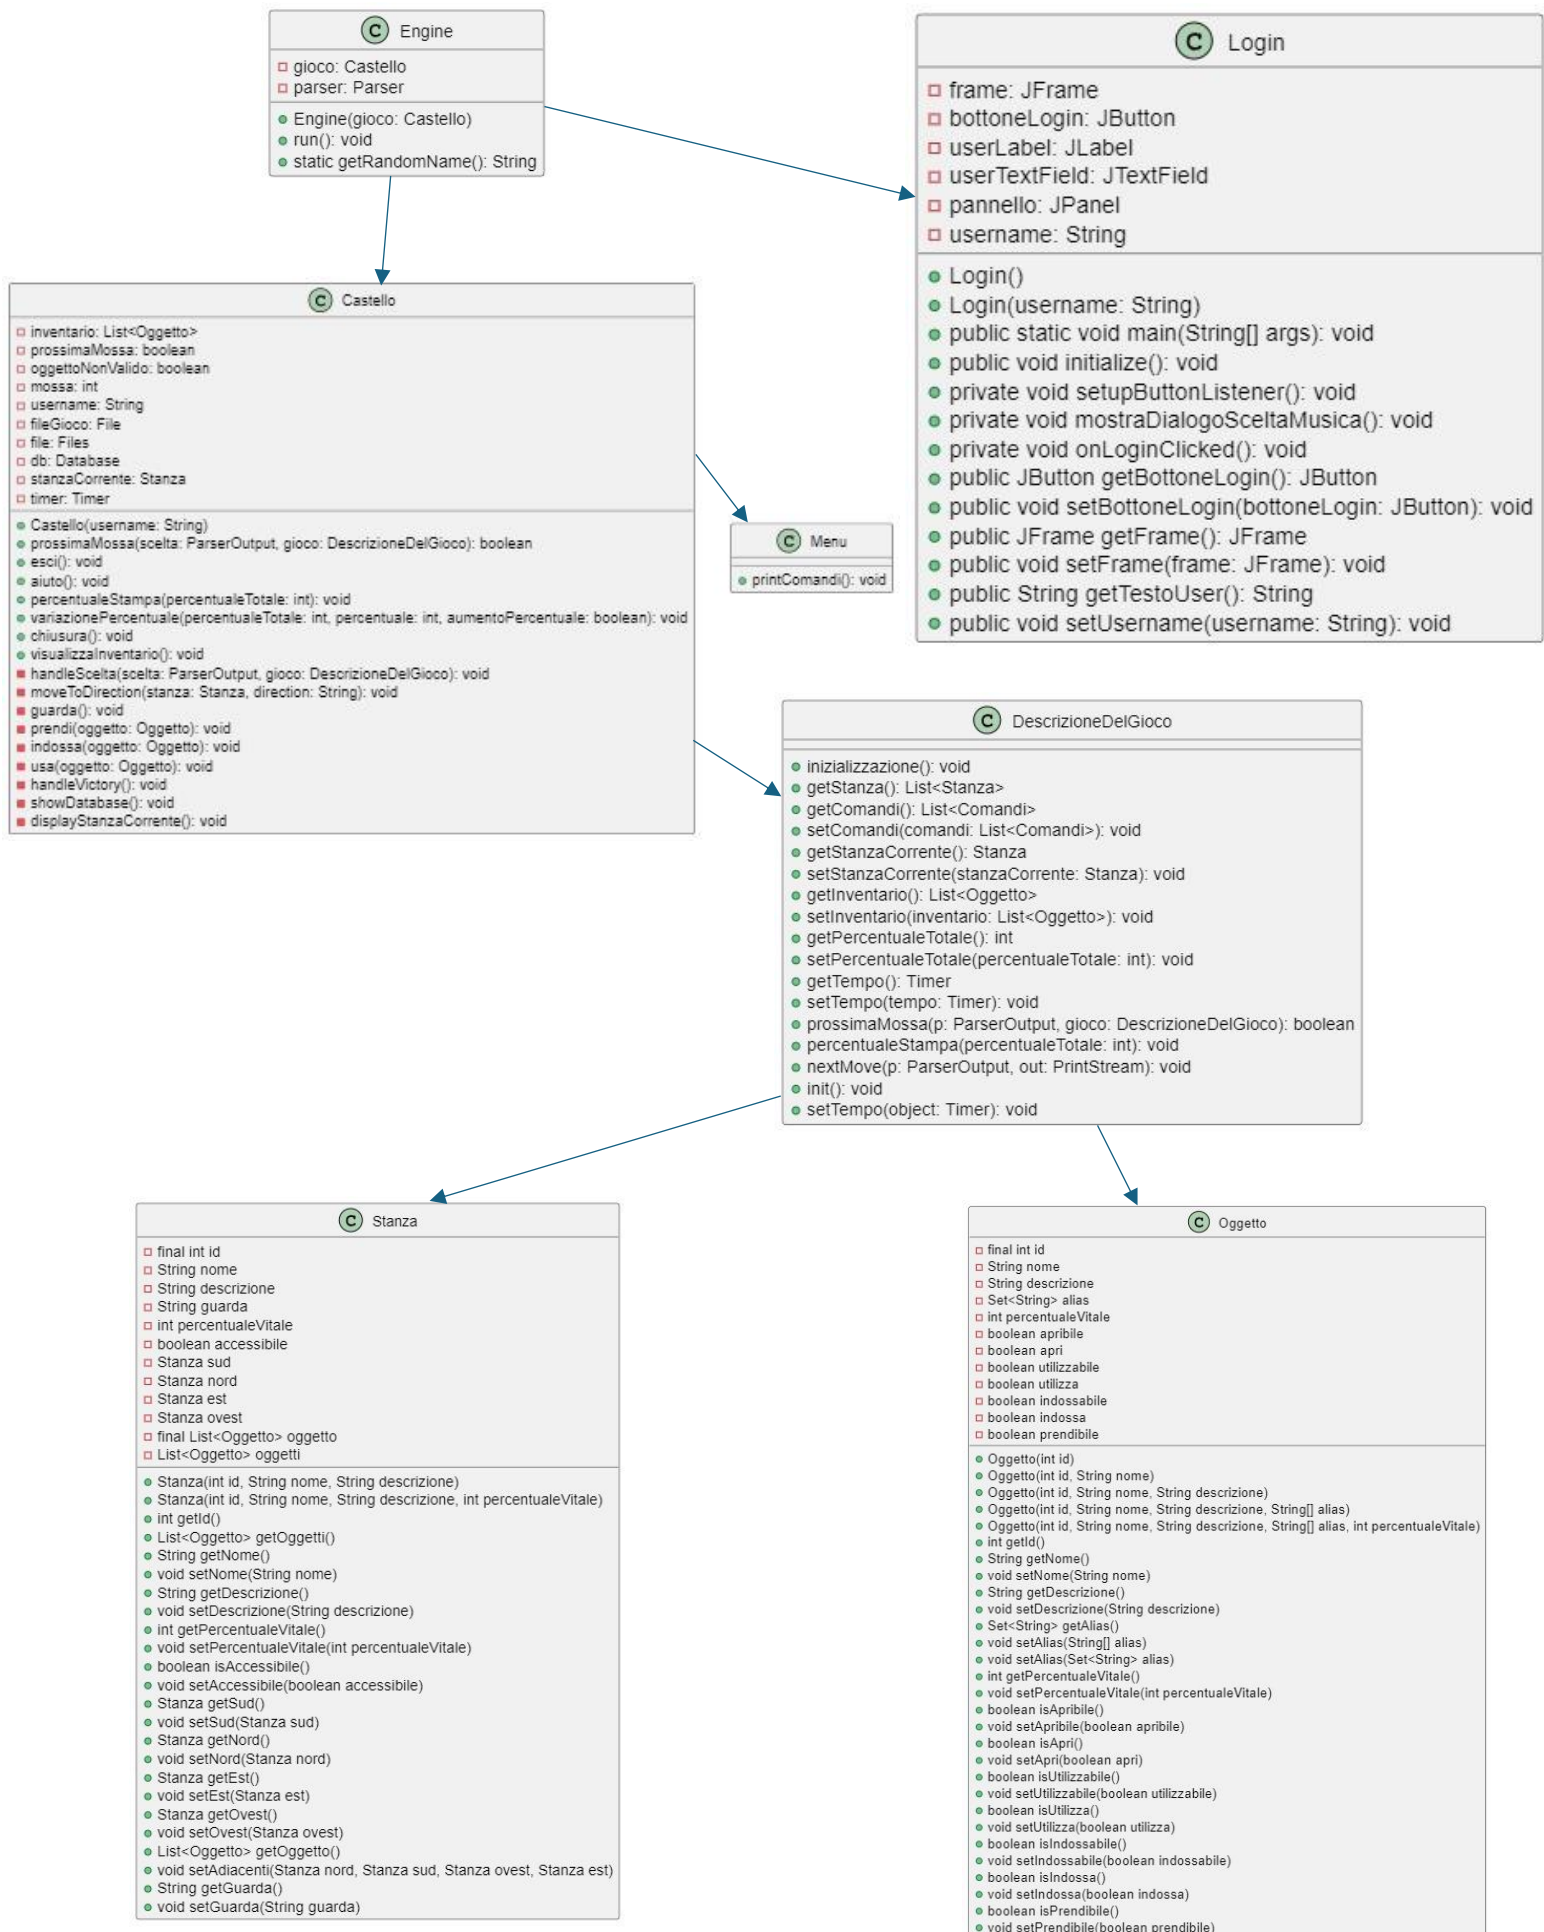 C Engine
gioco: Castello
parser: Parser
Engine(gioco: Castello)
run(): void
static getRandomName(): String
C Login
frame: JFrame
bottoneLogin: JButton
userLabel: JLabel
userTextField: JTextField
pannello: JPanel
username: String
Login()
Login(username: String)
public static void main(String[] args): void
public void initialize(): void
private void setupButtonListener(): void
private void mostraDialogoSceltaMusica(): void
private void onLoginClicked(): void
public JButton getBottoneLogin(): JButton
public void setBottoneLogin(bottoneLogin: JButton): void
public JFrame getFrame(): JFrame
public void setFrame(frame: JFrame): void
public String getTestoUser(): String
public void setUsername(username: String): void
C Castello
inventario: List<Oggetto>
prossimaMossa: boolean
oggettoNonValido: boolean
mossa: int
username: String
fileGioco: File
file: Files
db: Database
stanzaCorrente: Stanza
timer: Timer
Castello(username: String)
prossimaMossa(scelta: ParserOutput, gioco: DescrizioneDelGioco): boolean
esci(): void
aiuto(): void
percentualeStampa(percentualeTotale: int): void
variazionePercentuale(percentualeTotale: int, percentuale: int, aumentoPercentuale: boolean): void
chiusura(): void
visualizzaInventario(): void
handleScelta(scelta: ParserOutput, gioco: DescrizioneDelGioco): void
moveToDirection(stanza: Stanza, direction: String): void
guarda(): void
prendi(oggetto: Oggetto): void
indossa(oggetto: Oggetto): void
usa(oggetto: Oggetto): void
handleVictory(): void
showDatabase(): void
displayStanzaCorrente(): void
C Menu
printComandi(): void
C DescrizioneDelGioco
inizializzazione(): void
getStanza(): List<Stanza>
getComandi(): List<Comandi>
setComandi(comandi: List<Comandi>): void
getStanzaCorrente(): Stanza
setStanzaCorrente(stanzaCorrente: Stanza): void
getInventario(): List<Oggetto>
setInventario(inventario: List<Oggetto>): void
getPercentualeTotale(): int
setPercentualeTotale(percentualeTotale: int): void
getTempo(): Timer
setTempo(tempo: Timer): void
prossimaMossa(p: ParserOutput, gioco: DescrizioneDelGioco): boolean
percentualeStampa(percentualeTotale: int): void
nextMove(p: ParserOutput, out: PrintStream): void
init(): void
setTempo(object: Timer): void
C Stanza
final int id
String nome
String descrizione
String guarda
int percentualeVitale
boolean accessibile
Stanza sud
Stanza nord
Stanza est
Stanza ovest
final List<Oggetto> oggetto
List<Oggetto> oggetti
Stanza(int id, String nome, String descrizione)
Stanza(int id, String nome, String descrizione, int percentualeVitale)
int getId()
List<Oggetto> getOggetti()
String getNome()
void setNome(String nome)
String getDescrizione()
void setDescrizione(String descrizione)
int getPercentualeVitale()
void setPercentualeVitale(int percentualeVitale)
boolean isAccessibile()
void setAccessibile(boolean accessibile)
Stanza getSud()
void setSud(Stanza sud)
Stanza getNord()
void setNord(Stanza nord)
Stanza getEst()
void setEst(Stanza est)
Stanza getOvest()
void setOvest(Stanza ovest)
List<Oggetto> getOggetto()
void setAdiacenti(Stanza nord, Stanza sud, Stanza ovest, Stanza est)
String getGuarda()
void setGuarda(String guarda)
C Oggetto
final int id
String nome
String descrizione
Set<String> alias
int percentualeVitale
boolean apribile
boolean apri
boolean utilizzabile
boolean utilizza
boolean indossabile
boolean indossa
boolean prendibile
Oggetto(int id)
Oggetto(int id, String nome)
Oggetto(int id, String nome, String descrizione)
Oggetto(int id, String nome, String descrizione, String[] alias)
Oggetto(int id, String nome, String descrizione, String[] alias, int percentualeVitale)
int getId()
String getNome()
void setNome(String nome)
String getDescrizione()
void setDescrizione(String descrizione)
Set<String> getAlias()
void setAlias(String[] alias)
void setAlias(Set<String> alias)
int getPercentualeVitale()
void setPercentualeVitale(int percentualeVitale)
boolean isApribile()
void setApribile(boolean apribile)
boolean isApri()
void setApri(boolean apri)
boolean isUtilizzabile()
void setUtilizzabile(boolean utilizzabile)
boolean isUtilizza()
void setUtilizza(boolean utilizza)
boolean isIndossabile()
void setIndossabile(boolean indossabile)
boolean isIndossa()
void setIndossa(boolean indossa)
boolean isPrendibile()
void setPrendibile(boolean prendibile)